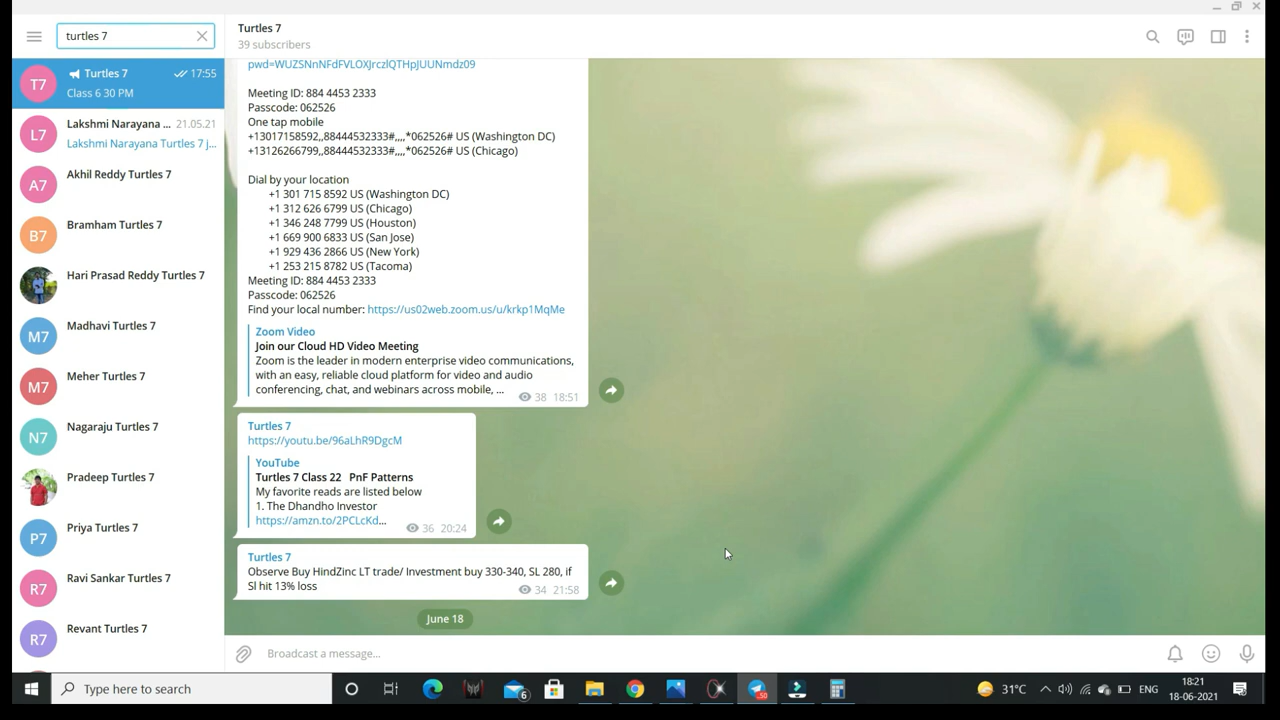 turtles 7
Turtles 7
39 subscribers
T7
Turtles 7
17:55
Class 6 30 PM
L7
Lakshmi Narayana ...
21.05.21
Lakshmi Narayana Turtles 7 j...
A7
Akhil Reddy Turtles 7
B7
Bramham Turtles 7
Hari Prasad Reddy Turtles 7
M7
Madhavi Turtles 7
M7
Meher Turtles 7
N7
Nagaraju Turtles 7
Pradeep Turtles 7
P7
Priya Turtles 7
R7
Ravi Sankar Turtles 7
R7
Revant Turtles 7
pwd=WUZSNnNFdFVLOXJrczlQTHpJUUNmdz09
Meeting ID: 884 4453 2333
Passcode: 062526
One tap mobile
+13017158592,,88444532333#,,,,*062526# US (Washington DC)
+13126266799,,88444532333#,,,,*062526# US (Chicago)
Dial by your location
+1 301 715 8592 US (Washington DC)
+1 312 626 6799 US (Chicago)
+1 346 248 7799 US (Houston)
+1 669 900 6833 US (San Jose)
+1 929 436 2866 US (New York)
+1 253 215 8782 US (Tacoma)
Meeting ID: 884 4453 2333
Passcode: 062526
Find your local number: https://us02web.zoom.us/u/krkp1MqMe
Zoom Video
Join our Cloud HD Video Meeting
Zoom is the leader in modern enterprise video communications,
with an easy, reliable cloud platform for video and audio
conferencing, chat, and webinars across mobile, ...
38 18:51
Turtles 7
https://youtu.be/96aLhR9DgcM
YouTube
Turtles 7 Class 22 PnF Patterns
My favorite reads are listed below
1. The Dhandho Investor
https://amzn.to/2PCLcKd...
36 20:24
Turtles 7
Observe Buy HindZinc LT trade/ Investment buy 330-340, SL 280, if
Sl hit 13% loss
34 21:58
June 18
Broadcast a message...
Type here to search
6
.50
31°C
ENG
18:21
18-06-2021